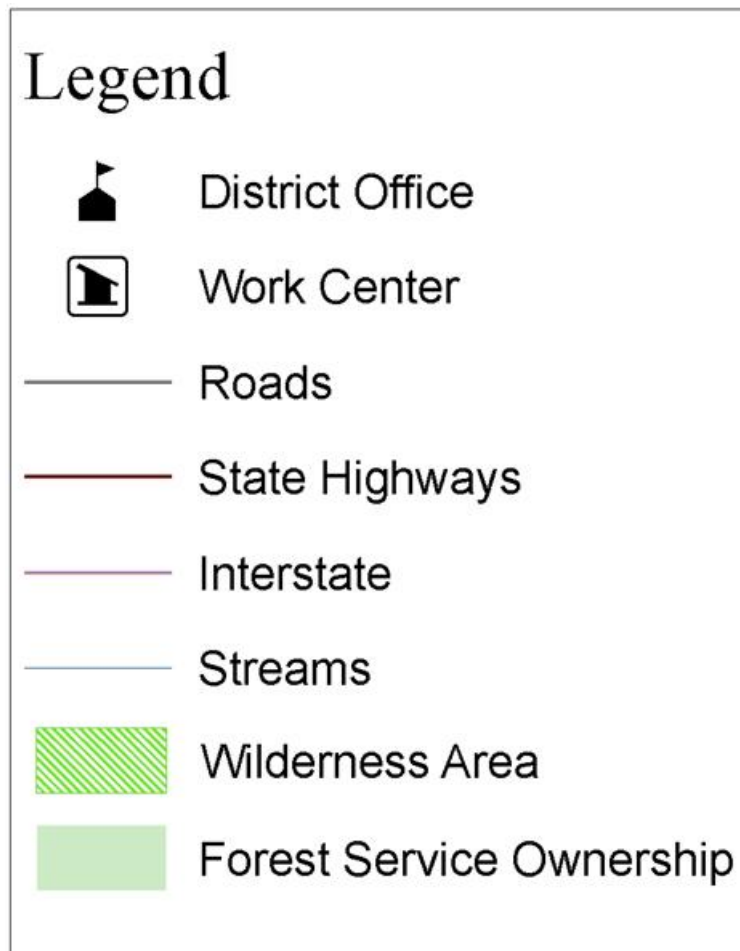 Legend
District Office
Work Center
Roads
State Highways
Interstate
Streams
Wilderness Area
Forest Service Ownership